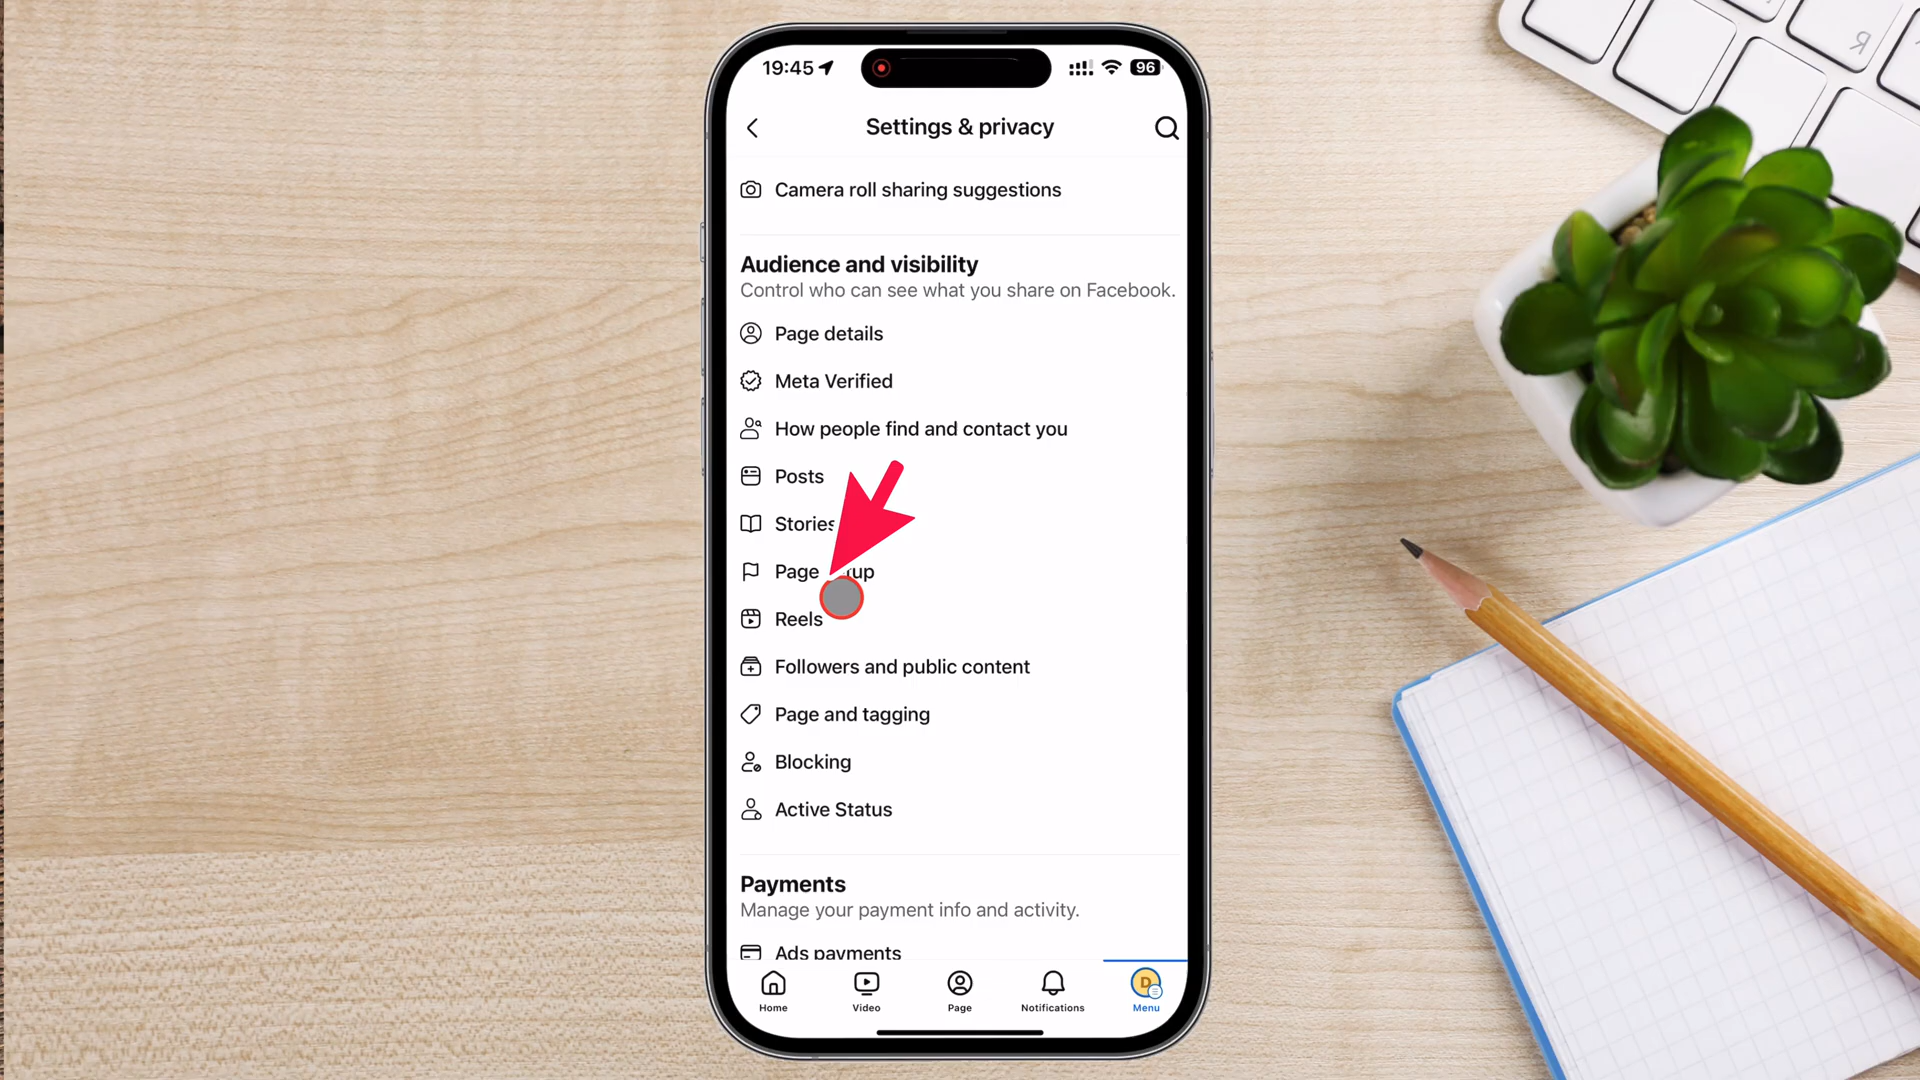 19:45
96
Settings & privacy
Camera roll sharing suggestions
Audience and visibility
Control who can see what you share on Facebook.
Page details
Meta Verified
How people find and contact you
Posts
Stories
Page
up
Reels
Followers and public content
Page and tagging
Blocking
Active Status
Payments
Manage your payment info and activity.
Ads payments
D
Home
Video
Page
Notifications
Menu
R